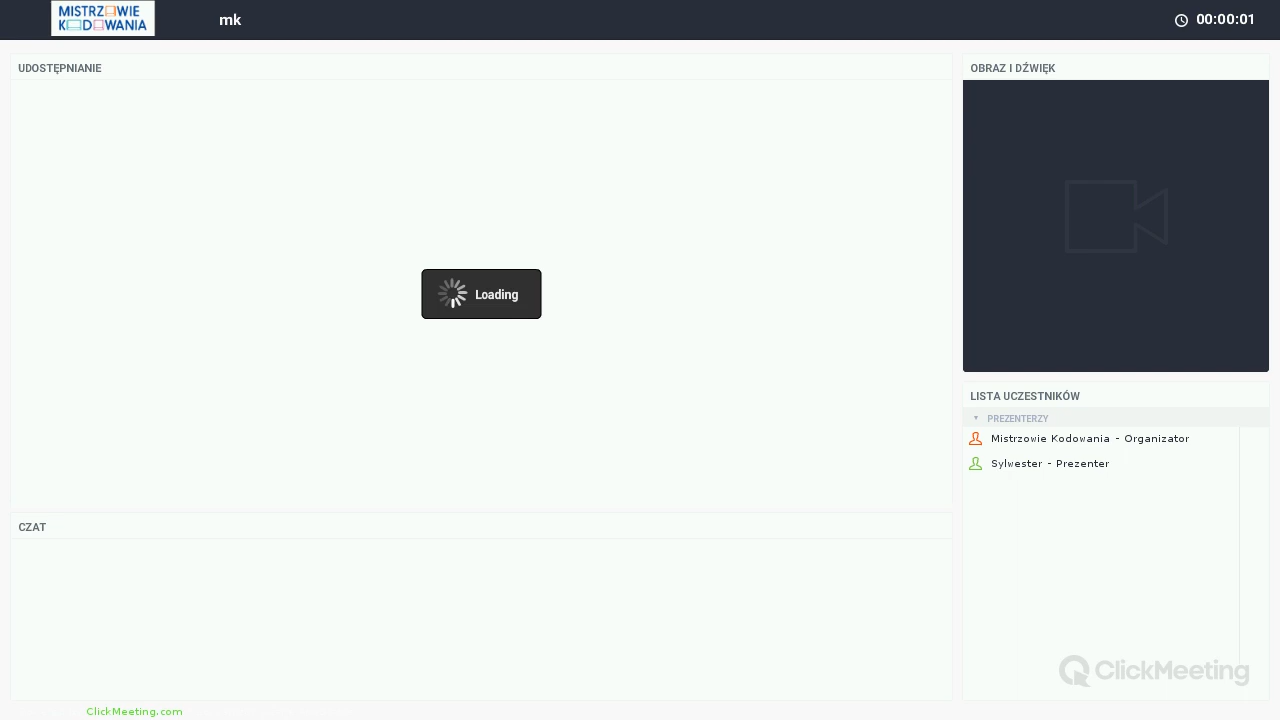 MISTRZOWIE
KODOWANIA
mk
00:00:01
UDOSTĘPNIANIE
OBRAZ I DŹWIĘK
Loading
LISTA UCZESTNIKÓW
PREZENTERZY
Mistrzowie Kodowania - Organizator
Sylwester - Prezenter
CZAT
ClickMeeting
ClickMeeting.com